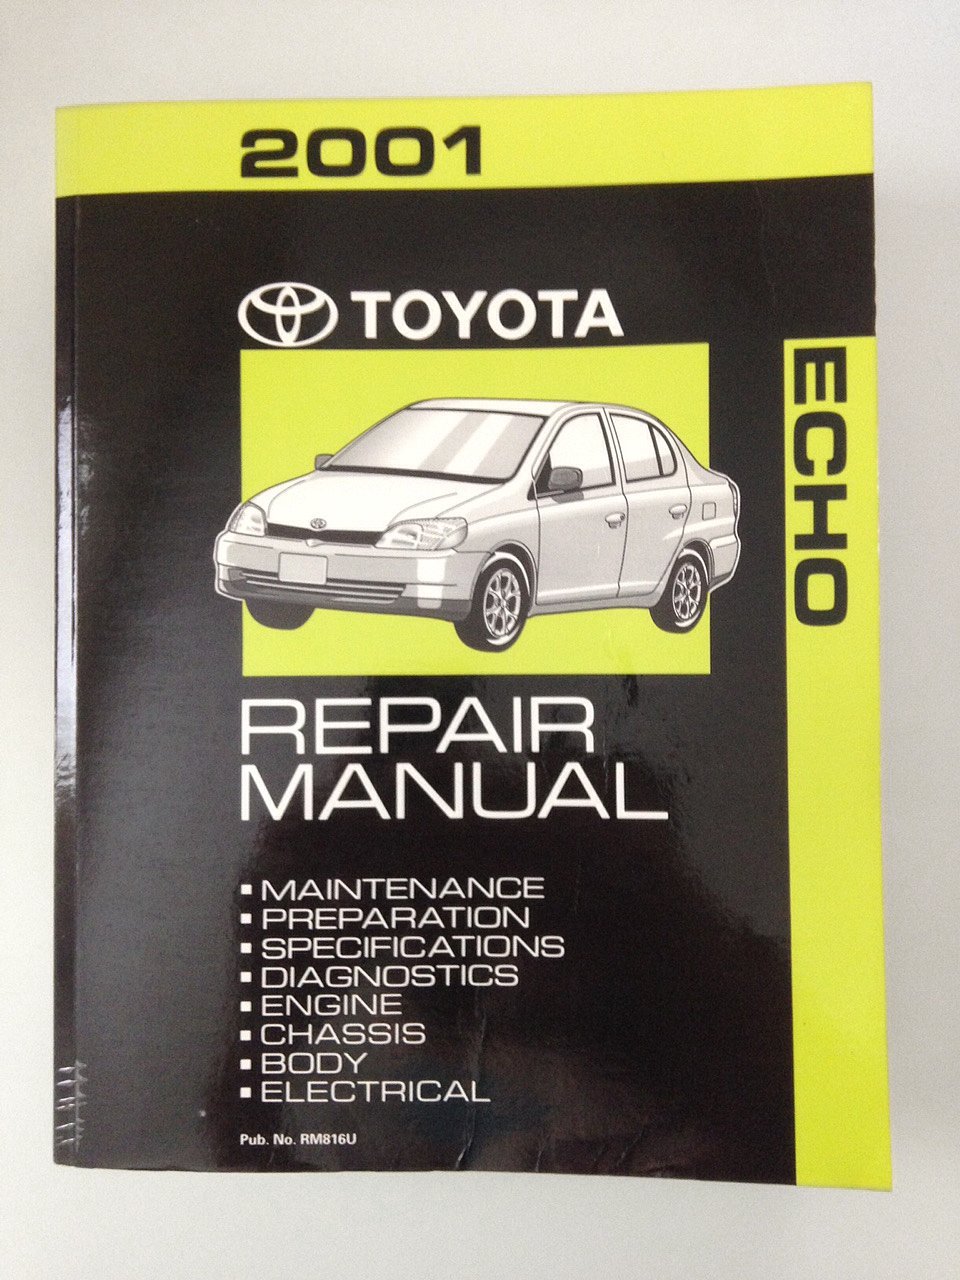 2001
TOYOTA
ECHO
REPAIR
MANUAL
▪ MAINTENANCE
▪ PREPARATION
▪ SPECIFICATIONS
▪ DIAGNOSTICS
▪ ENGINE
▪ CHASSIS
▪ BODY
▪ ELECTRICAL
Pub. No. RM816U